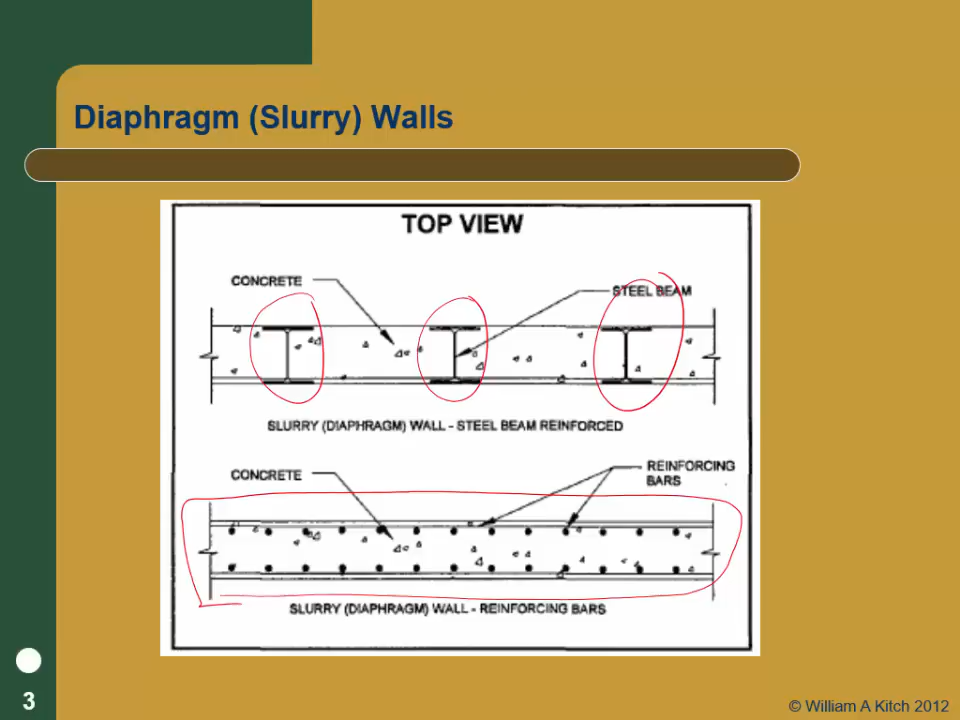 Diaphragm (Slurry) Walls
TOP VIEW
CONCRETE
STEEL BEAM
SLURRY (DIAPHRAGM) WALL - STEEL BEAM REINFORCED
CONCRETE
REINFORCING
BARS
SLURRY (DIAPHRAGM) WALL - REINFORCING BARS
3
© William A Kitch 2012